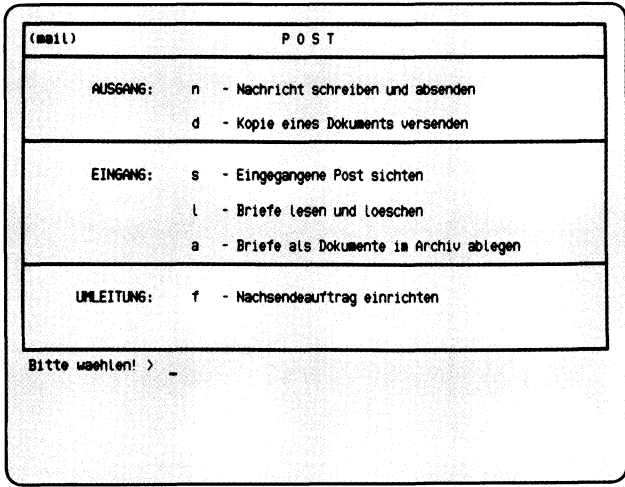 (mail) P O S T
AUSGANG: n - Nachricht schreiben und absenden
d - Kopie eines Dokuments versenden
EINGANG: s - Eingegangene Post sichten
l - Briefe lesen und loeschen
a - Briefe als Dokumente im Archiv ablegen
UMLEITUNG: f - Nachsendeauftrag einrichten
Bitte waehlen! > _